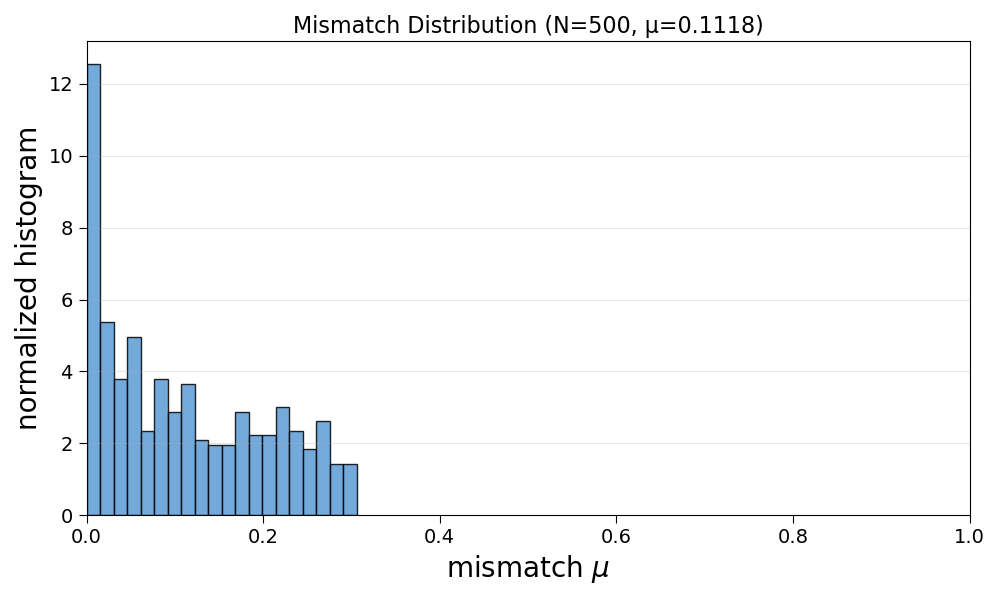 Mismatch Distribution (N=500, μ=0.1118)
12
10
8
6
4
2
0
normalized histogram
0.0 0.2 0.4 0.6 0.8 1.0
mismatch μ